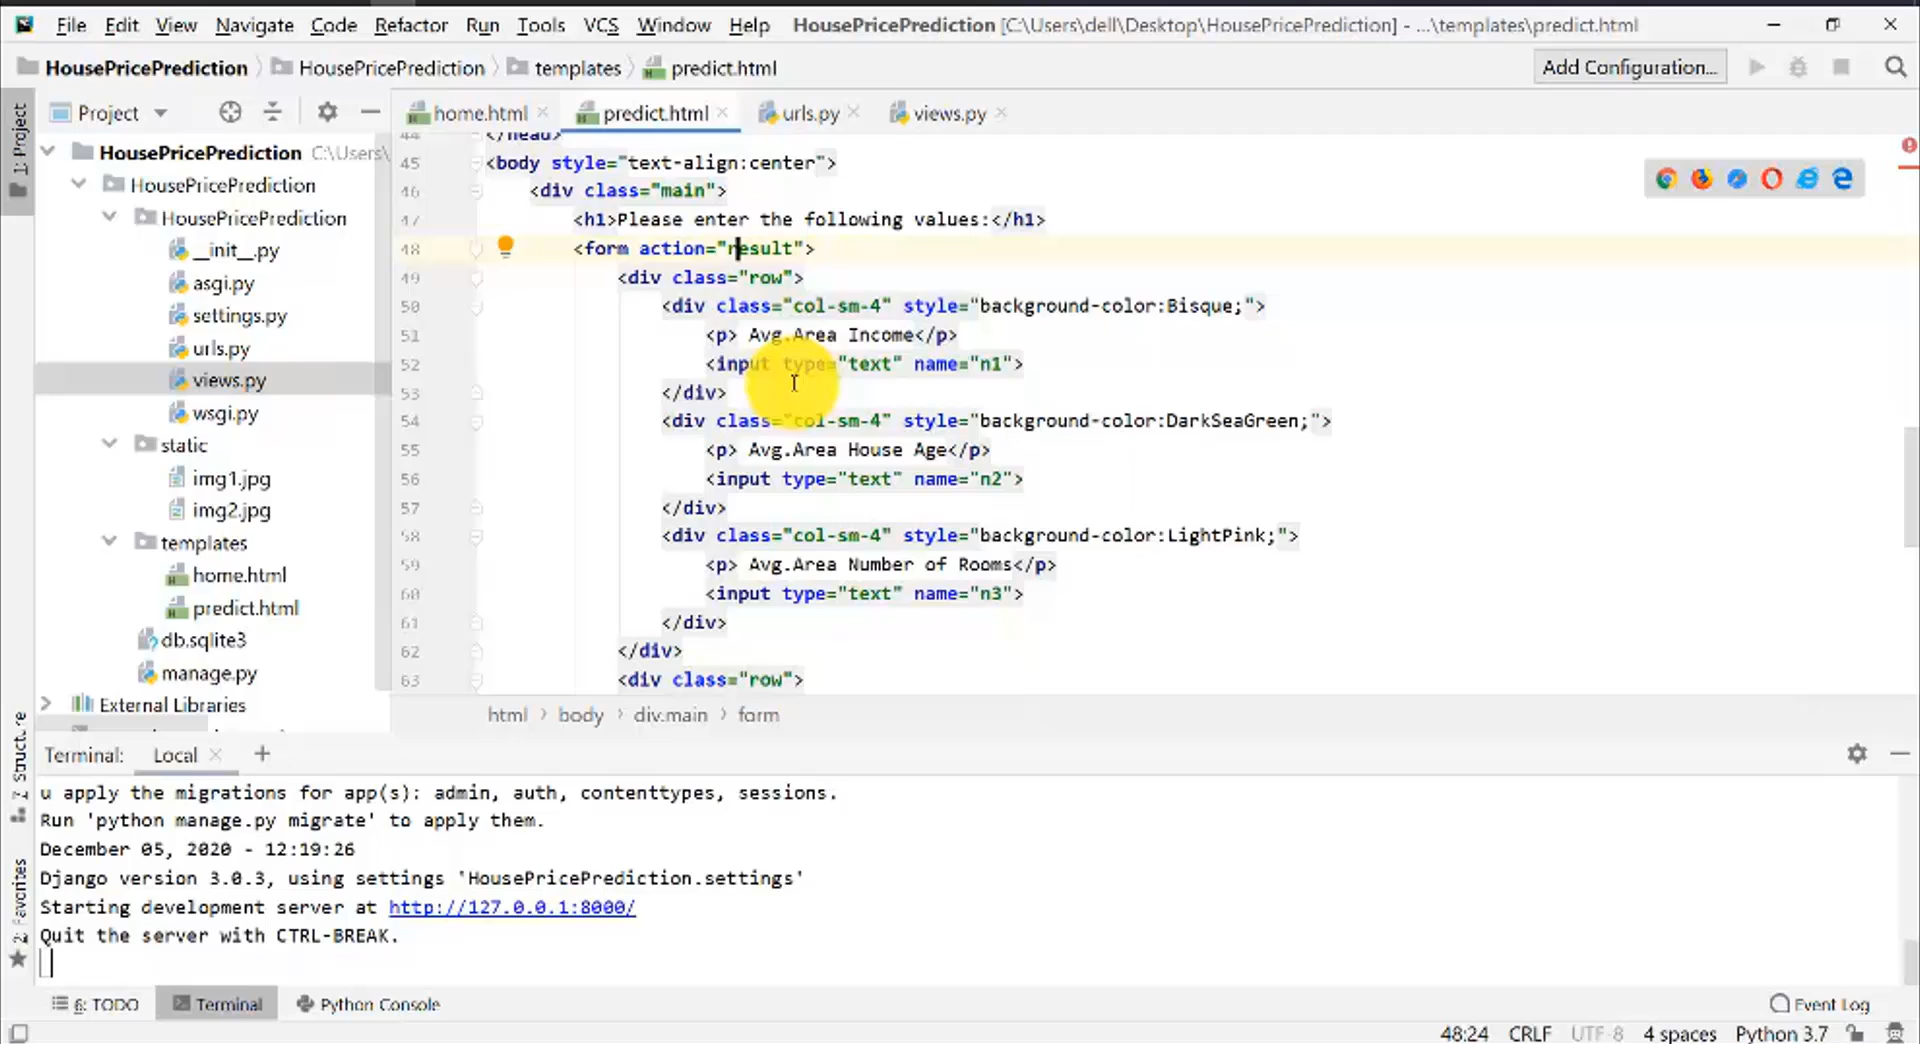 File Edit View Navigate Code Refactor Run Tools VCS Window Help HousePricePrediction [C:\Users\dell\Desktop\HousePricePrediction] - ...\templates\predict.html
HousePricePrediction HousePricePrediction templates predict.html Add Configuration...
1: Project
Project
home.html predict.html urls.py views.py
HousePricePrediction C:\Users\
HousePricePrediction
HousePricePrediction
__init__.py
asgi.py
settings.py
urls.py
views.py
wsgi.py
static
img1.jpg
img2.jpg
templates
home.html
predict.html
db.sqlite3
manage.py
External Libraries
44 </head>
45 <body style="text-align:center">
46 <div class="main">
47 <h1>Please enter the following values:</h1>
48 <form action="result">
49 <div class="row">
50 <div class="col-sm-4" style="background-color:Bisque;">
51 <p> Avg.Area Income</p>
52 <input type="text" name="n1">
53 </div>
54 <div class="col-sm-4" style="background-color:DarkSeaGreen;">
55 <p> Avg.Area House Age</p>
56 <input type="text" name="n2">
57 </div>
58 <div class="col-sm-4" style="background-color:LightPink;">
59 <p> Avg.Area Number of Rooms</p>
60 <input type="text" name="n3">
61 </div>
62 </div>
63 <div class="row">
html body div.main form
Z: Structure
2: Favorites
Terminal: Local +
u apply the migrations for app(s): admin, auth, contenttypes, sessions.
Run 'python manage.py migrate' to apply them.
December 05, 2020 - 12:19:26
Django version 3.0.3, using settings 'HousePricePrediction.settings'
Starting development server at http://127.0.0.1:8000/
Quit the server with CTRL-BREAK.
6: TODO Terminal Python Console Event Log
48:24 CRLF UTF-8 4 spaces Python 3.7